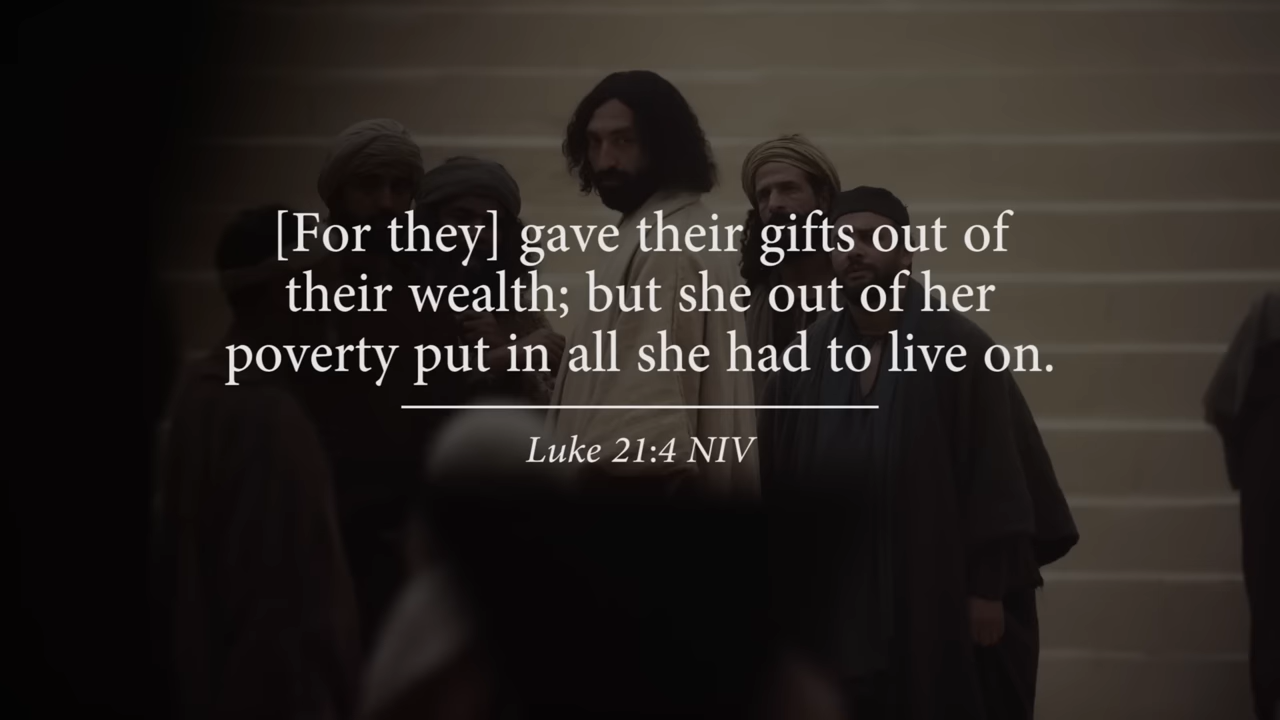 [For they] gave their gifts out of
their wealth; but she out of her
poverty put in all she had to live on.
Luke 21:4 NIV